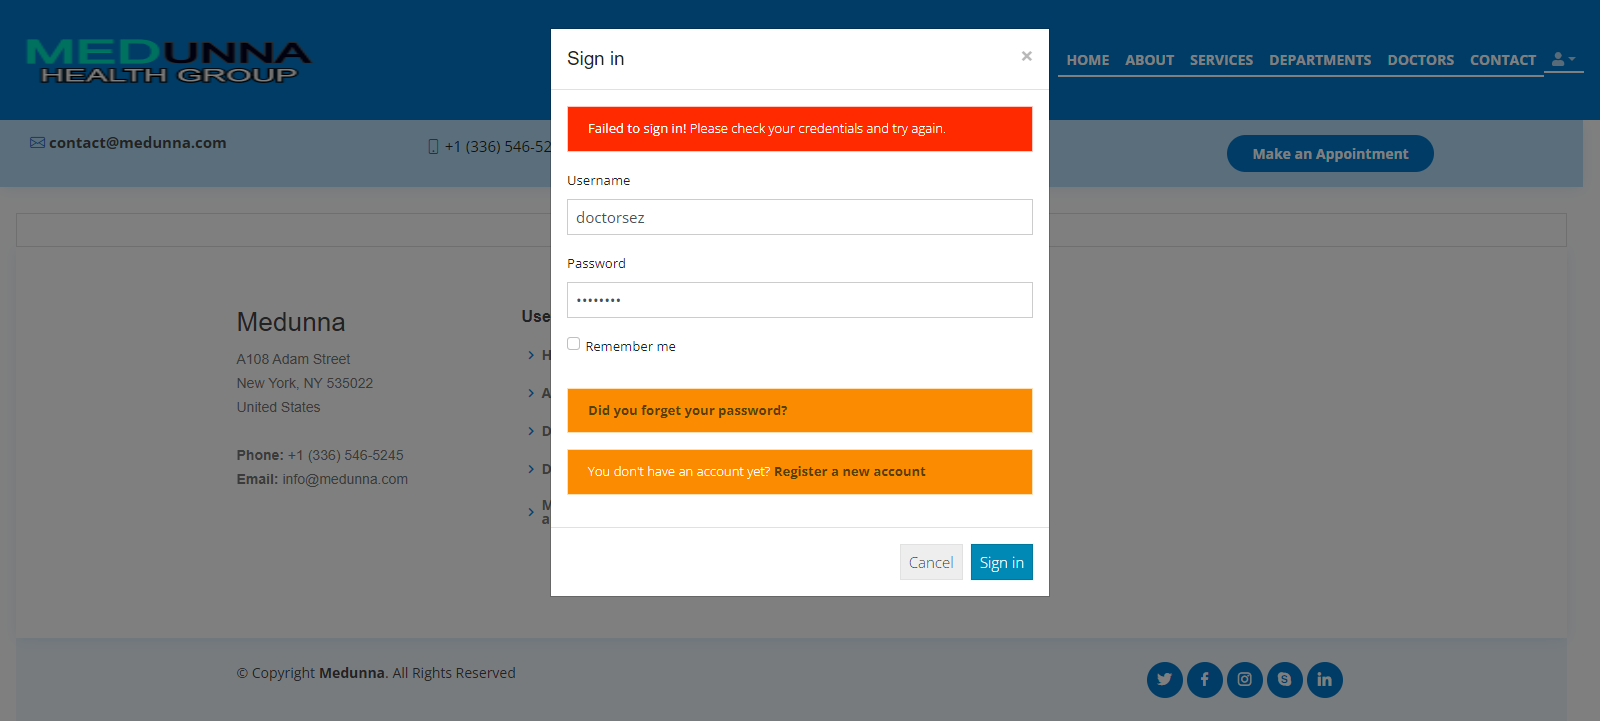 MEDUNNA
HEALTH GROUP
HOME ABOUT SERVICES DEPARTMENTS DOCTORS CONTACT
contact@medunna.com
+1 (336) 546-52
Make an Appointment
Sign in
×
Failed to sign in! Please check your credentials and try again.
Username
doctorsez
Password
••••••••
Remember me
Did you forget your password?
You don't have an account yet? Register a new account
Cancel
Sign in
Medunna
A108 Adam Street
New York, NY 535022
United States
Phone: +1 (336) 546-5245
Email: info@medunna.com
Use
H
A
D
D
M
a
© Copyright Medunna. All Rights Reserved